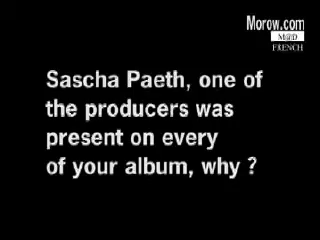 Morow.com
M@D
FRENCH
Sascha Paeth, one of
the producers was
present on every
of your album, why ?